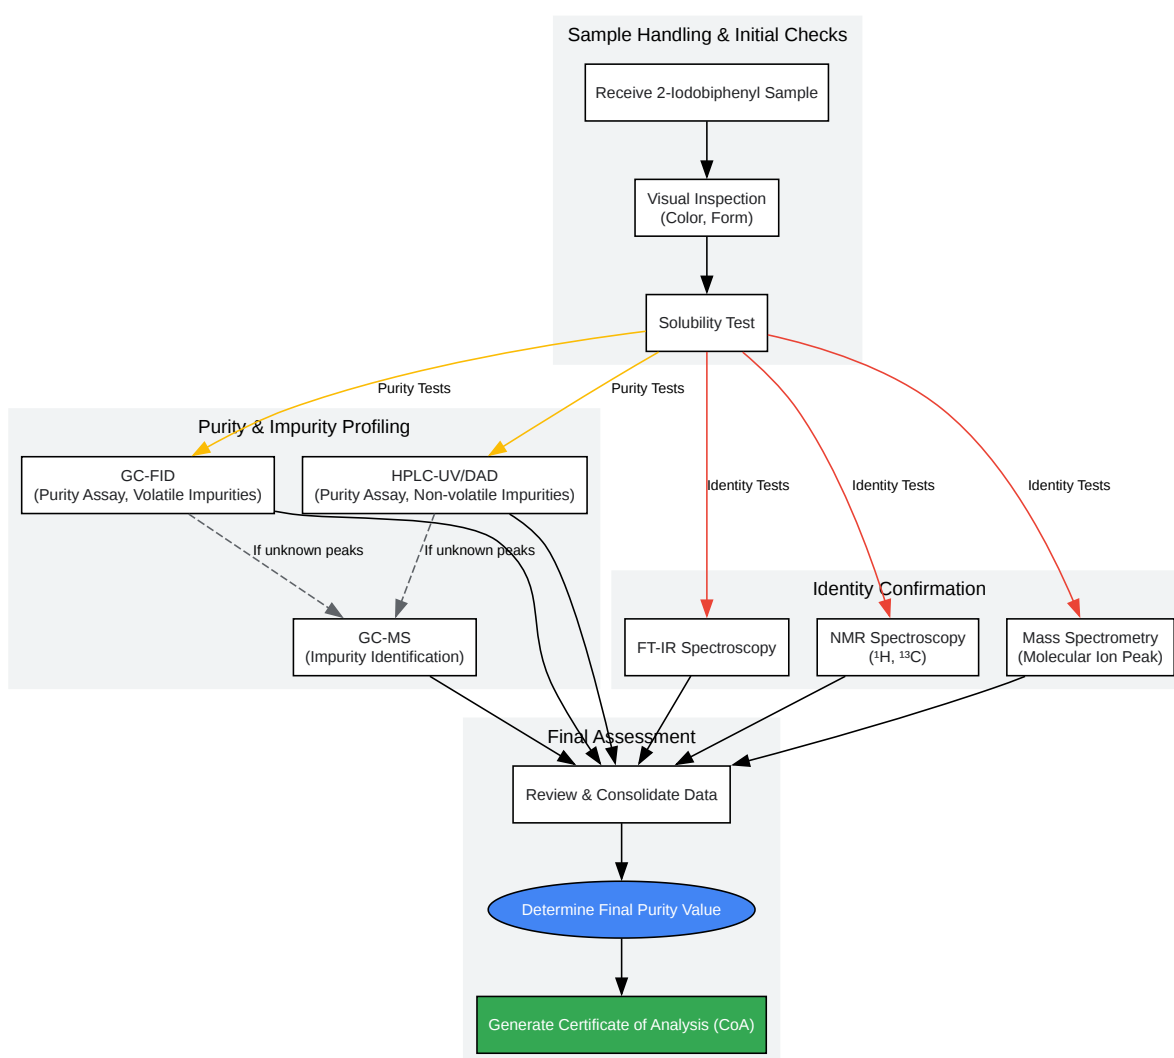 Sample Handling & Initial Checks
Receive 2-Iodobiphenyl Sample
Visual Inspection
(Color, Form)
Solubility Test
Purity Tests
Purity Tests
Purity & Impurity Profiling
GC-FID
(Purity Assay, Volatile Impurities)
HPLC-UV/DAD
(Purity Assay, Non-volatile Impurities)
Identity Tests
Identity Tests
Identity Tests
If unknown peaks
If unknown peaks
Identity Confirmation
GC-MS
(Impurity Identification)
FT-IR Spectroscopy
NMR Spectroscopy
(¹H, ¹³C)
Mass Spectrometry
(Molecular Ion Peak)
Final Assessment
Review & Consolidate Data
Determine Final Purity Value
Generate Certificate of Analysis (CoA)